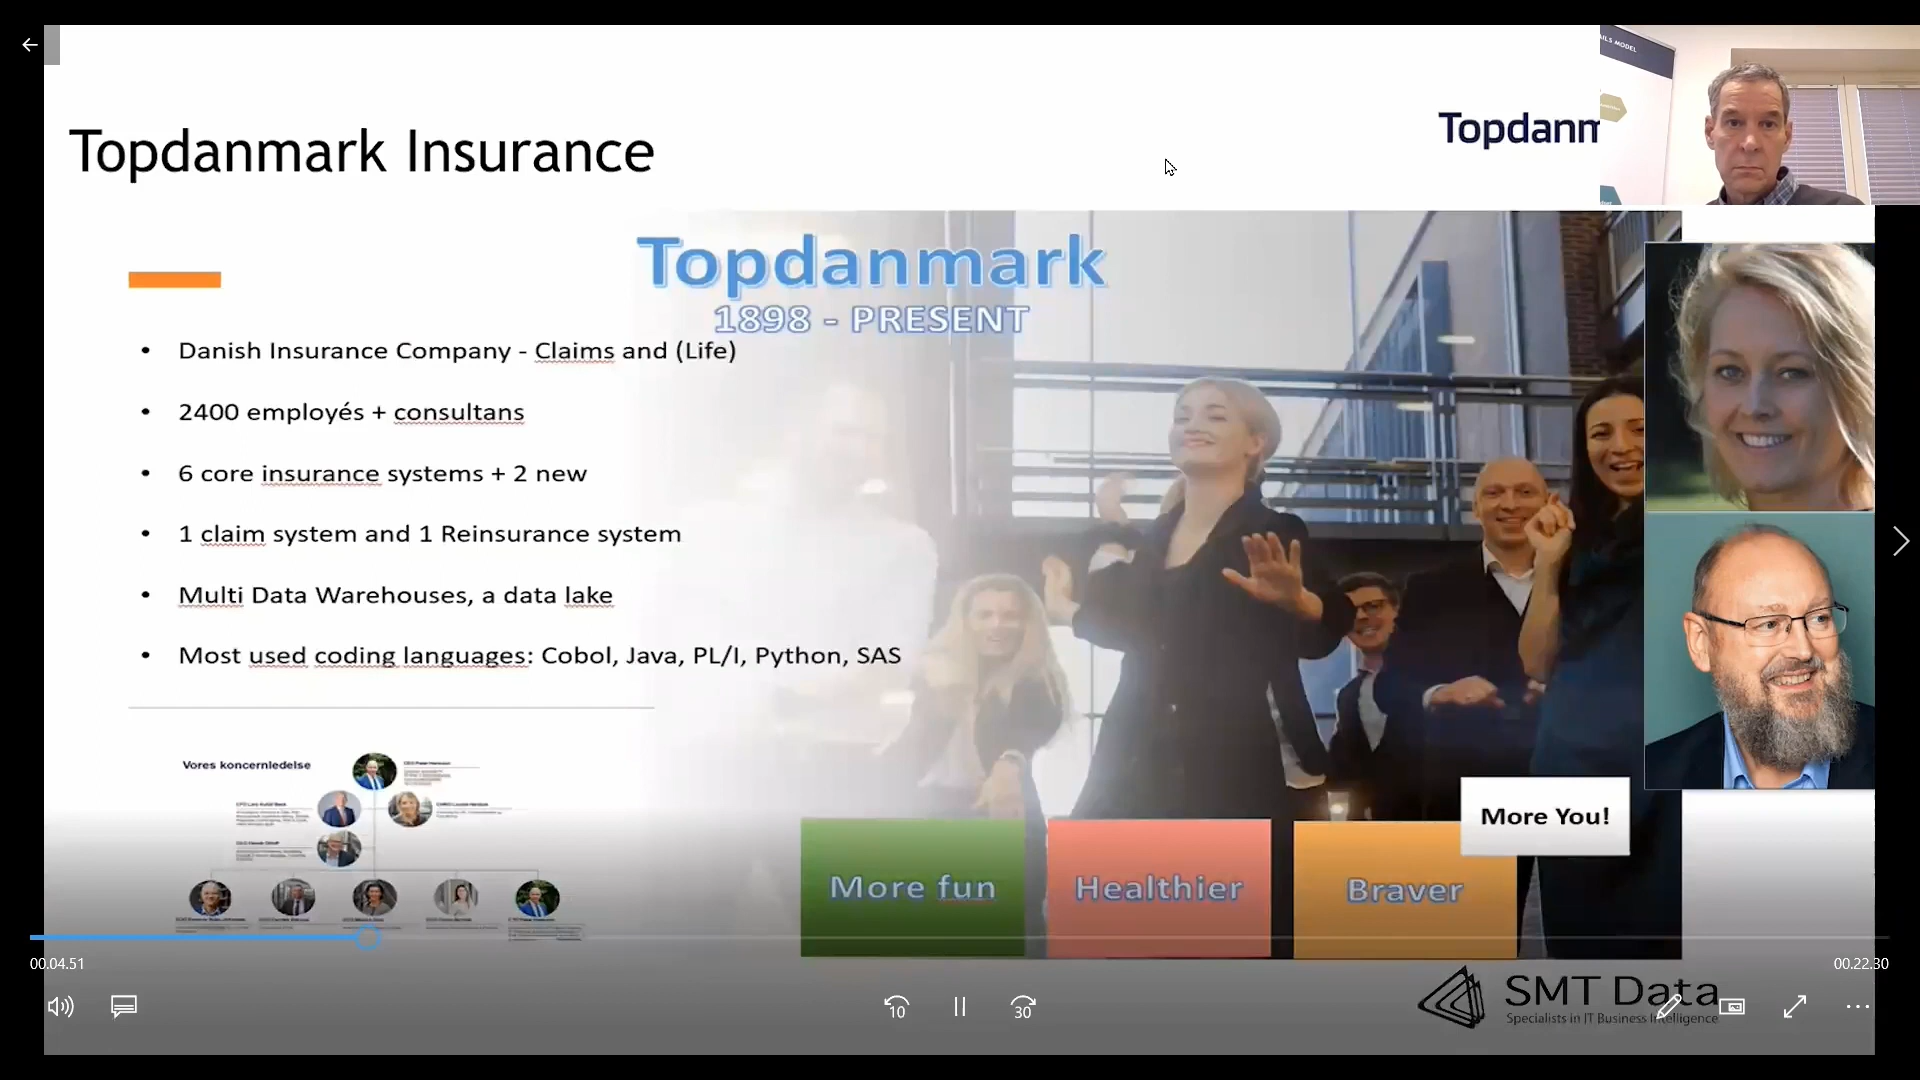 Topdanmark Insurance
Topdanm
Topdanmark
1898 - PRESENT
• Danish Insurance Company - Claims and (Life)
• 2400 employés + consultans
• 6 core insurance systems + 2 new
• 1 claim system and 1 Reinsurance system
• Multi Data Warehouses, a data lake
• Most used coding languages: Cobol, Java, PL/I, Python, SAS
Vores koncernledelse
More You!
More fun
Healthier
Braver
00.04.51
00.22.30
10
30
SMT Data
Specialists in IT Business Intelligence